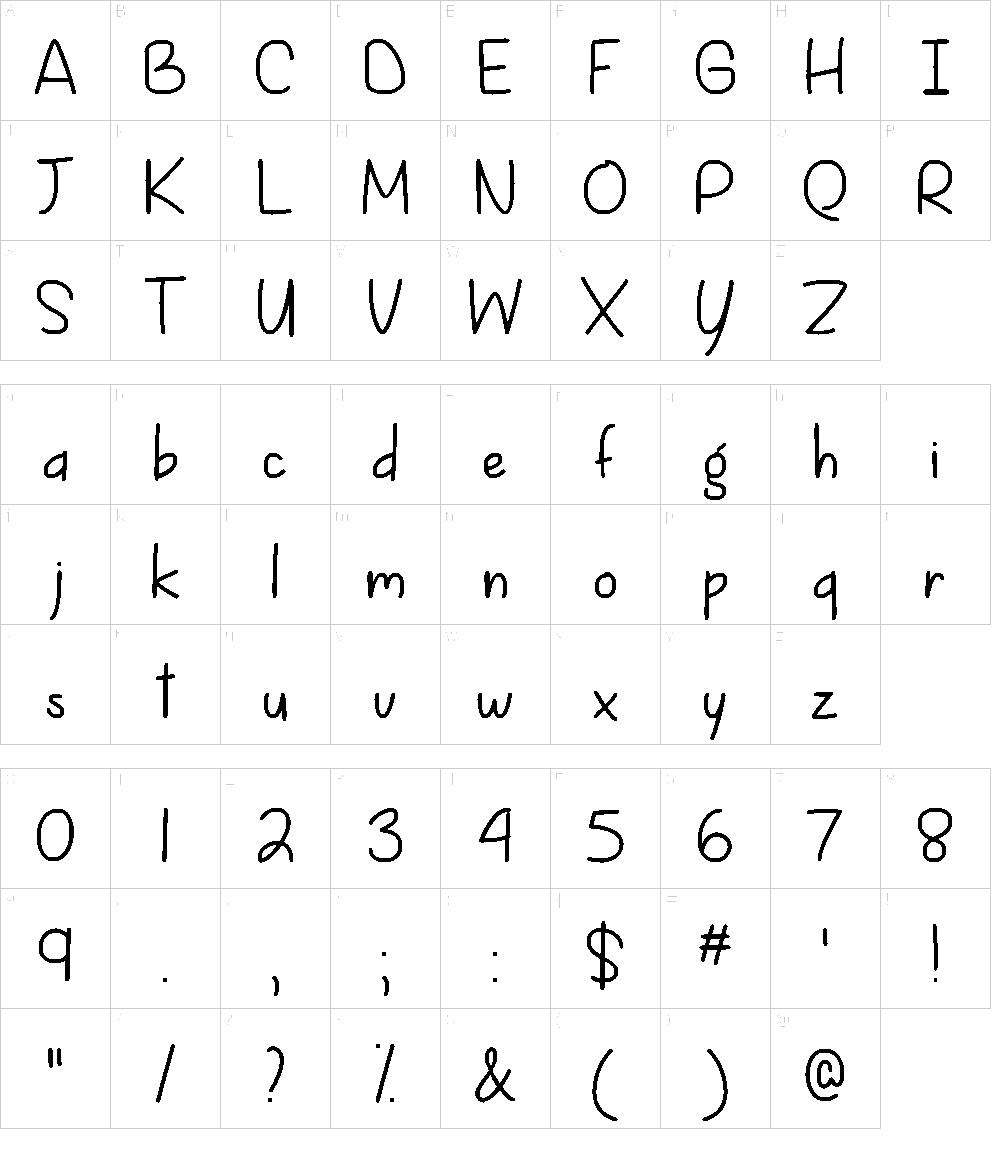 A B C D E F G H I
J K L M N O P Q R
S T U V W X Y Z
a b c d e f g h i
j k l m n o p q r
s t u v w x y z
0 1 2 3 4 5 6 7 8
9 . , ; : $ # ' !
" / ? % & ( ) @